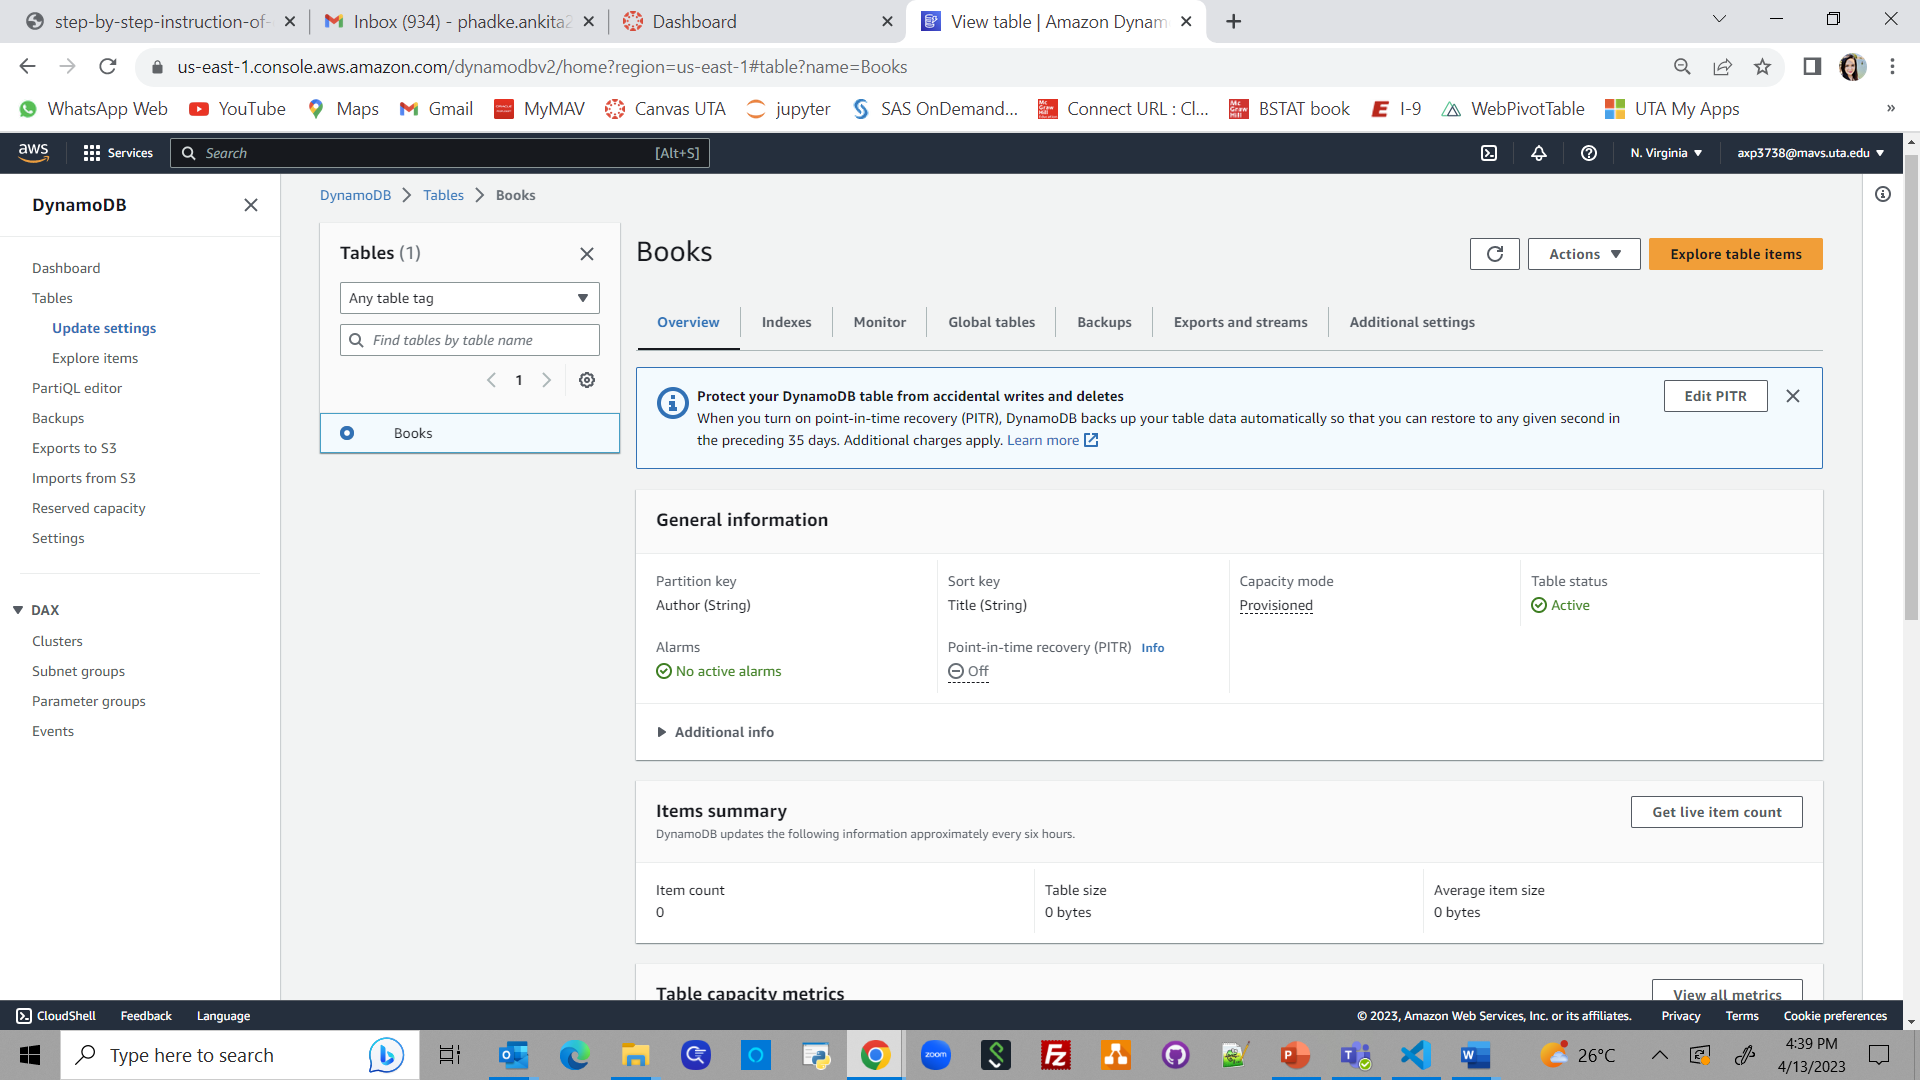 step-by-step-instruction-of-
Inbox (934) - phadke.ankita2
Dashboard
View table | Amazon Dynam
us-east-1.console.aws.amazon.com/dynamodbv2/home?region=us-east-1#table?name=Books
WhatsApp Web
YouTube
Maps
Gmail
MyMAV
Canvas UTA
jupyter
SAS OnDemand...
Connect URL : Cl...
BSTAT book
I-9
WebPivotTable
UTA My Apps
»
aws
Services
Search
[Alt+S]
N. Virginia
axp3738@mavs.uta.edu
DynamoDB
Dashboard
Tables
Update settings
Explore items
PartiQL editor
Backups
Exports to S3
Imports from S3
Reserved capacity
Settings
DAX
Clusters
Subnet groups
Parameter groups
Events
DynamoDB > Tables > Books
Tables (1)
Any table tag
Find tables by table name
1
Books
Books
Actions
Explore table items
Overview
Indexes
Monitor
Global tables
Backups
Exports and streams
Additional settings
Protect your DynamoDB table from accidental writes and deletes
When you turn on point-in-time recovery (PITR), DynamoDB backs up your table data automatically so that you can restore to any given second in
the preceding 35 days. Additional charges apply. Learn more
Edit PITR
General information
Partition key
Author (String)
Sort key
Title (String)
Capacity mode
Provisioned
Table status
Active
Alarms
No active alarms
Point-in-time recovery (PITR) Info
Off
Additional info
Items summary
DynamoDB updates the following information approximately every six hours.
Get live item count
Item count
0
Table size
0 bytes
Average item size
0 bytes
Table capacity metrics
View all metrics
CloudShell
Feedback
Language
© 2023, Amazon Web Services, Inc. or its affiliates.
Privacy
Terms
Cookie preferences
Type here to search
zoom
26°C
4:39 PM
4/13/2023